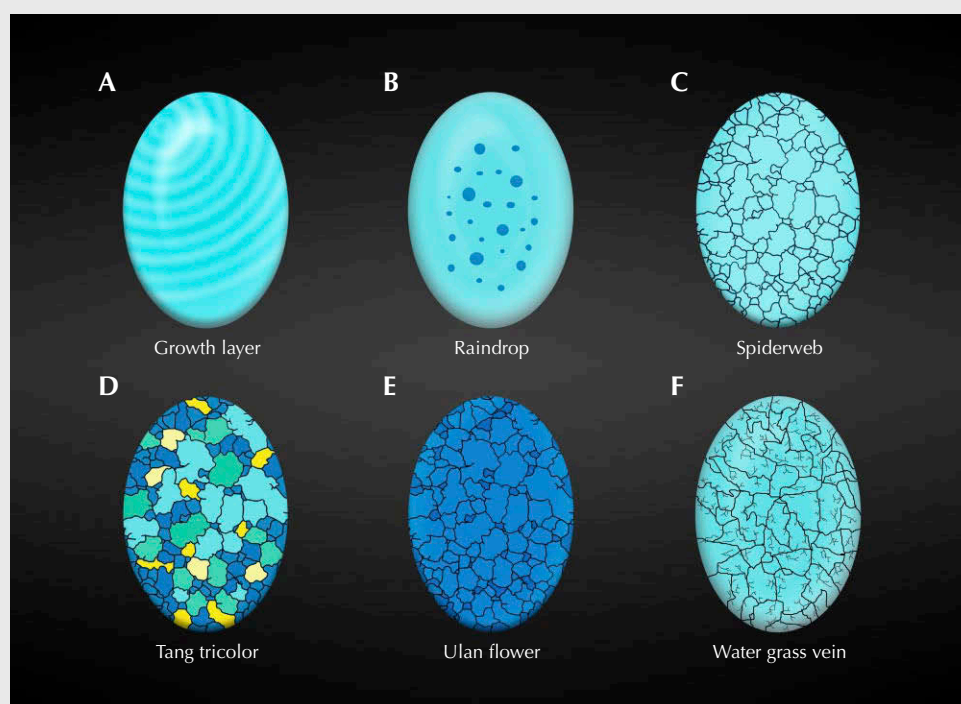 A
B
C
Growth layer
Raindrop
Spiderweb
D
E
F
Tang tricolor
Ulan flower
Water grass vein